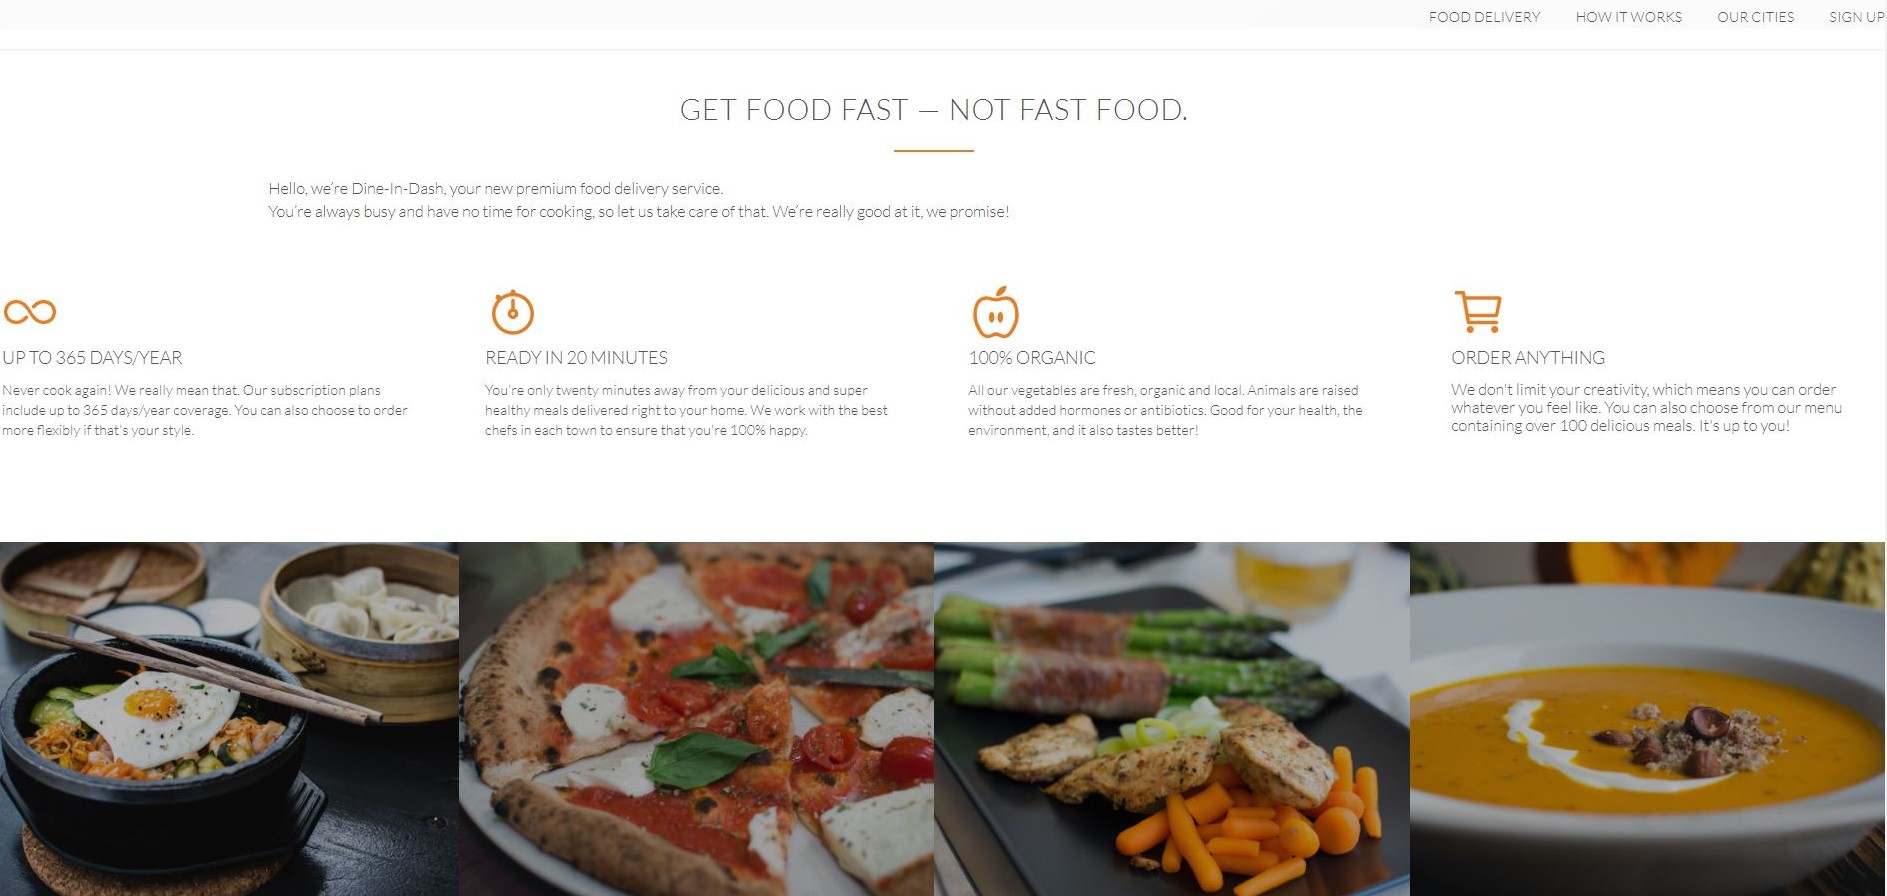 FOOD DELIVERY HOW IT WORKS OUR CITIES SIGN UP
GET FOOD FAST — NOT FAST FOOD.
Hello, we’re Dine-In-Dash, your new premium food delivery service.
You’re always busy and have no time for cooking, so let us take care of that. We’re really good at it, we promise!
UP TO 365 DAYS/YEAR
Never cook again! We really mean that. Our subscription plans
include up to 365 days/year coverage. You can also choose to order
more flexibly if that's your style.
READY IN 20 MINUTES
You're only twenty minutes away from your delicious and super
healthy meals delivered right to your home. We work with the best
chefs in each town to ensure that you're 100% happy.
100% ORGANIC
All our vegetables are fresh, organic and local. Animals are raised
without added hormones or antibiotics. Good for your health, the
environment, and it also tastes better!
ORDER ANYTHING
We don't limit your creativity, which means you can order
whatever you feel like. You can also choose from our menu
containing over 100 delicious meals. It's up to you!